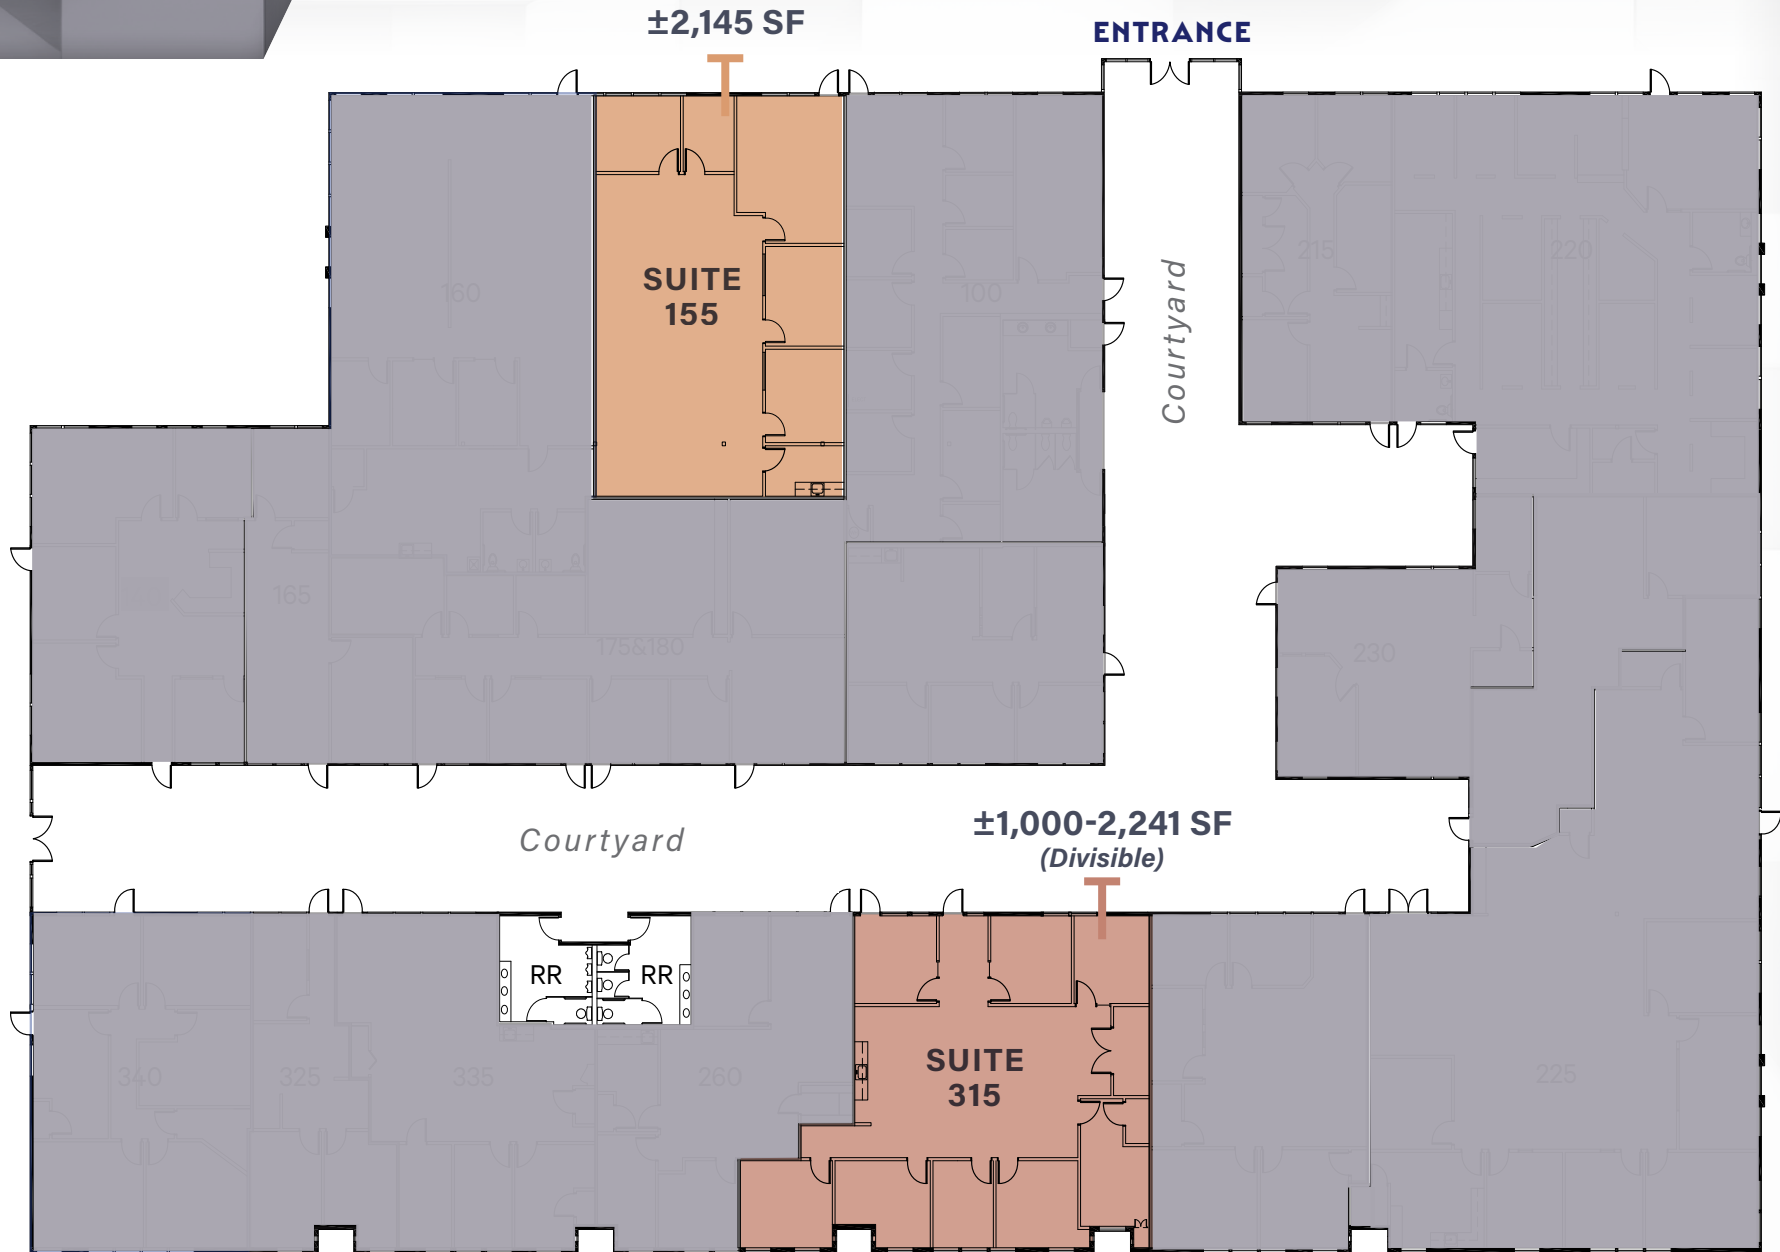 ±2,145 SF
ENTRANCE
SUITE
155
160
100
215
220
Courtyard
165
175&180
230
±1,000-2,241 SF
(Divisible)
Courtyard
RR
RR
SUITE
315
340
325
335
260
225